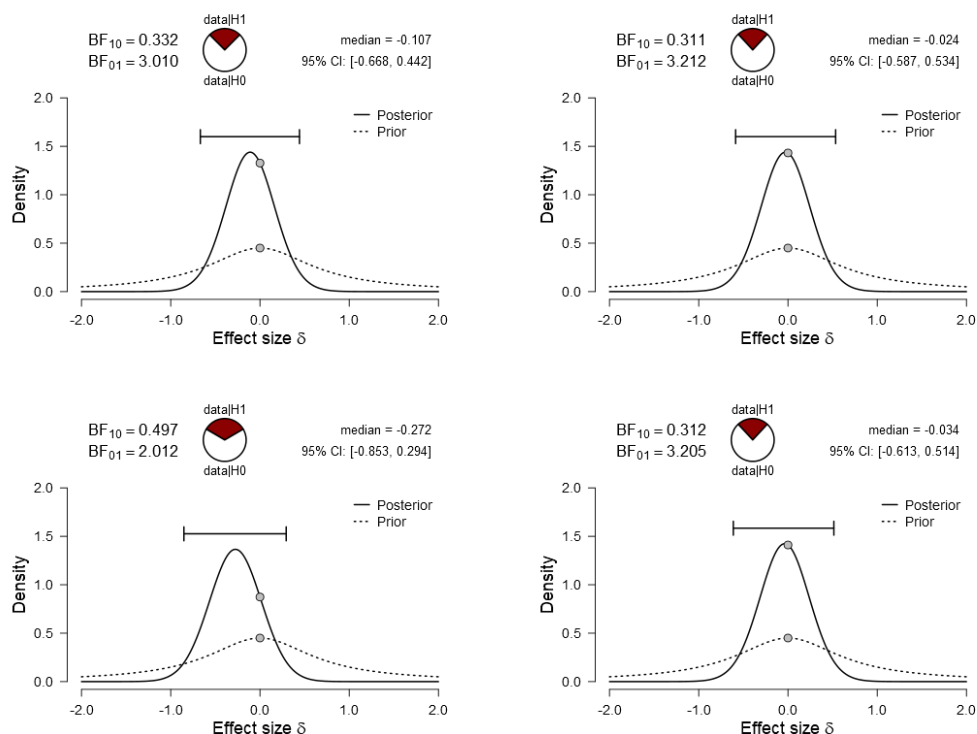 data|H1
BF10 = 0.332
BF01 = 3.010
median = -0.107
95% CI: [-0.668, 0.442]
data|H0
2.0
1.5
1.0
0.5
0.0
Density
Posterior
Prior
-2.0 -1.0 0.0 1.0 2.0
Effect size δ
data|H1
BF10 = 0.311
BF01 = 3.212
median = -0.024
95% CI: [-0.587, 0.534]
data|H0
2.0
1.5
1.0
0.5
0.0
Density
Posterior
Prior
-2.0 -1.0 0.0 1.0 2.0
Effect size δ
data|H1
BF10 = 0.497
BF01 = 2.012
median = -0.272
95% CI: [-0.853, 0.294]
data|H0
2.0
1.5
1.0
0.5
0.0
Density
Posterior
Prior
-2.0 -1.0 0.0 1.0 2.0
Effect size δ
data|H1
BF10 = 0.312
BF01 = 3.205
median = -0.034
95% CI: [-0.613, 0.514]
data|H0
2.0
1.5
1.0
0.5
0.0
Density
Posterior
Prior
-2.0 -1.0 0.0 1.0 2.0
Effect size δ